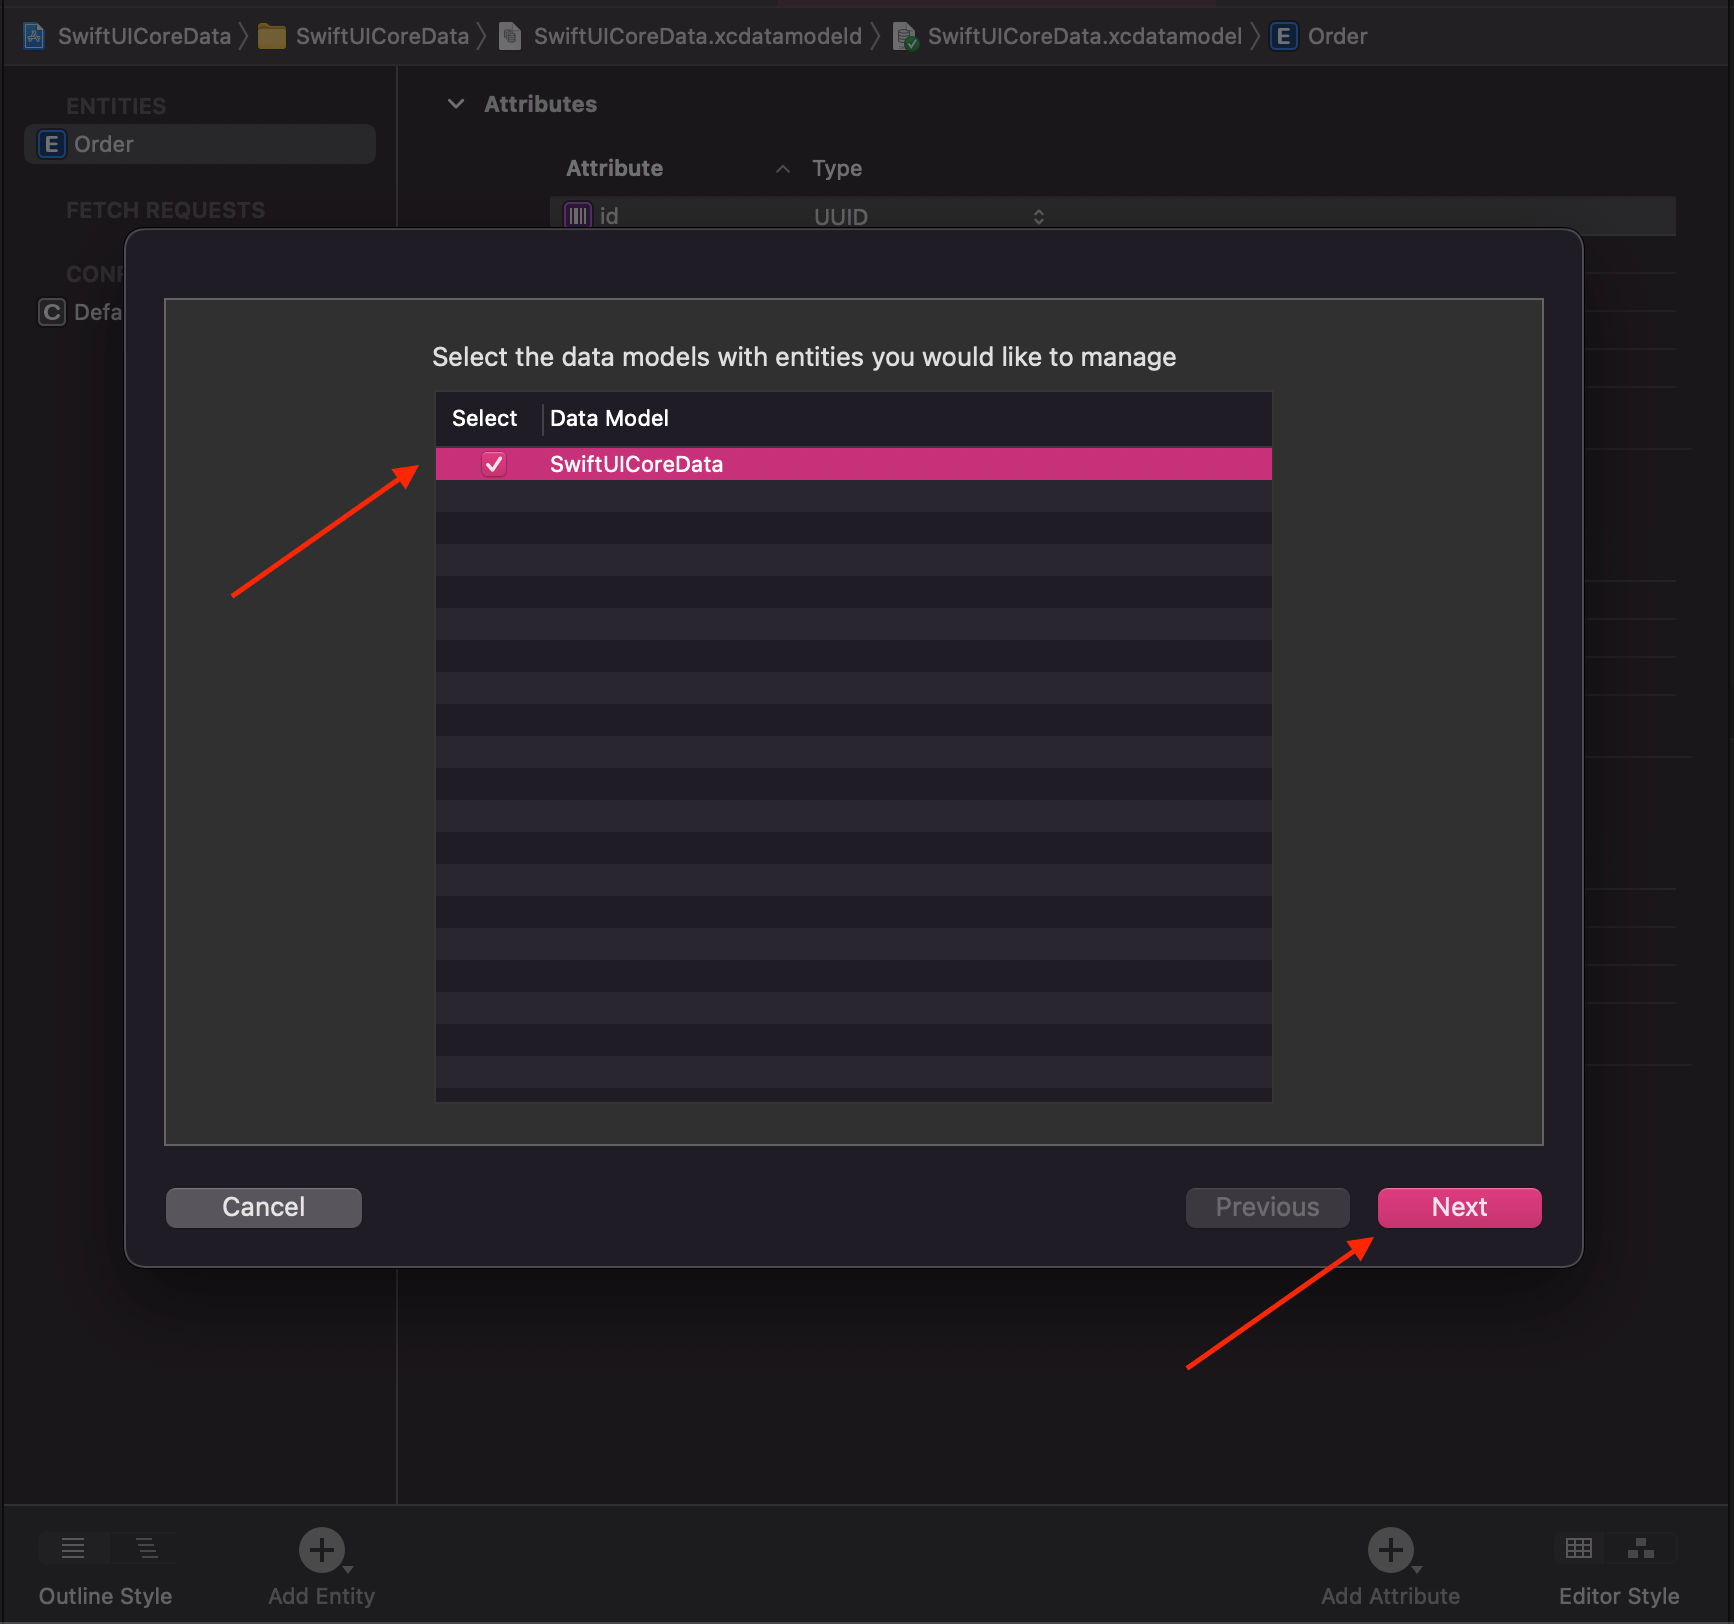 SwiftUICoreData SwiftUICoreData SwiftUICoreData.xcdatamodeld SwiftUICoreData.xcdatamodel E Order
ENTITIES
E Order
FETCH REQUESTS
CONF
C Defa
Attributes
Attribute Type
id UUID
Select the data models with entities you would like to manage
Select Data Model
SwiftUICoreData
Cancel Previous Next
Outline Style Add Entity Add Attribute Editor Style